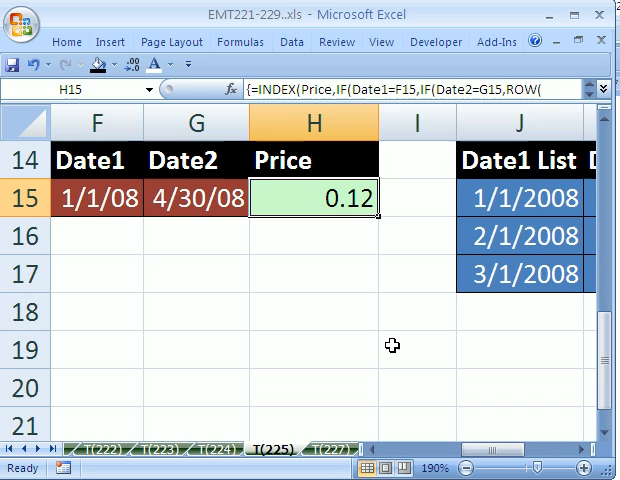 EMT221-229..xls - Microsoft Excel
Home Insert Page Layout Formulas Data Review View Developer Add-Ins
H15 fx {=INDEX(Price,IF(Date1=F15,IF(Date2=G15,ROW(
F G H I J
14 Date1 Date2 Price Date1 List D
15 1/1/08 4/30/08 0.12 1/1/2008
16 2/1/2008
17 3/1/2008
18
19
20
21
T(222) T(223) T(224) T(225) T(227)
Ready 190%